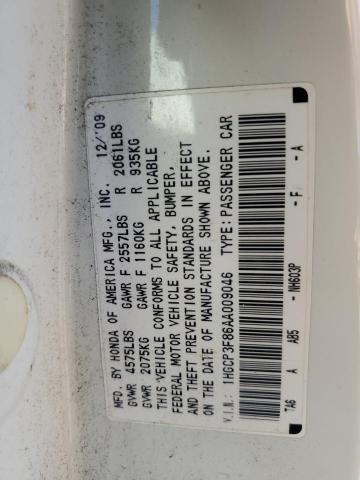 MFD. BY HONDA OF AMERICA MFG., INC. 12/'09
GVWR 4575LBS GAWR F 2557LBS R 2061LBS
GVWR 2075KG GAWR F 1160KG R 935KG
THIS VEHICLE CONFORMS TO ALL APPLICABLE
FEDERAL MOTOR VEHICLE SAFETY, BUMPER,
AND THEFT PREVENTION STANDARDS IN EFFECT
ON THE DATE OF MANUFACTURE SHOWN ABOVE.
V.I.N.: 1HGCP3F86AA009046 TYPE:PASSENGER CAR
TA6 A AB5 - NH603P - F - A